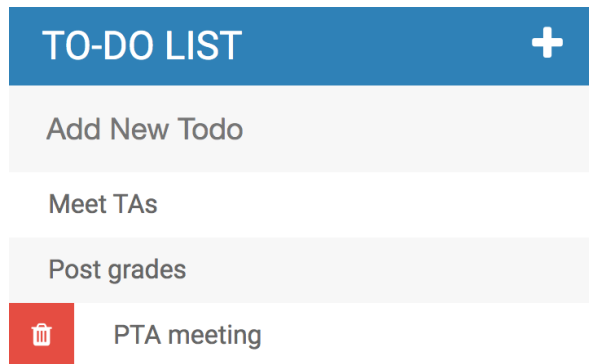 TO-DO LIST
Add New Todo
Meet TAs
Post grades
PTA meeting